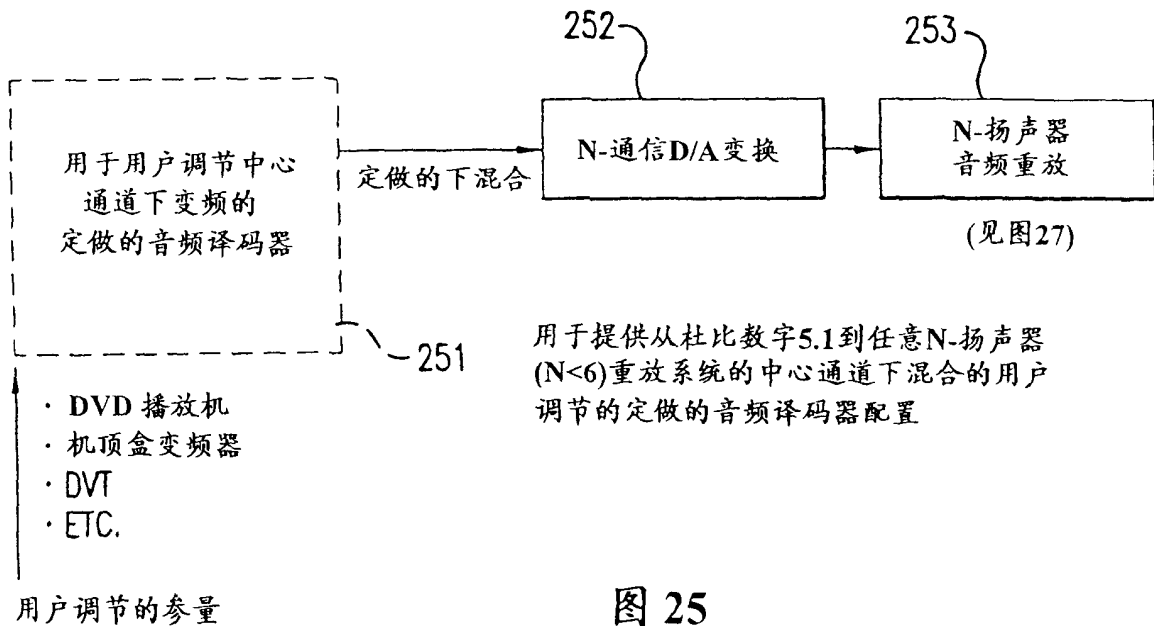 252
253
用于用户调节中心
通道下变频的
定做的音频译码器
定做的下混合
N-通信D/A变换
N-扬声器
音频重放
(见图27)
251
用于提供从杜比数字5.1到任意N-扬声器
(N<6)重放系统的中心通道下混合的用户
调节的定做的音频译码器配置
· DVD 播放机
· 机顶盒变频器
· DVT
· ETC.
用户调节的参量
图 25